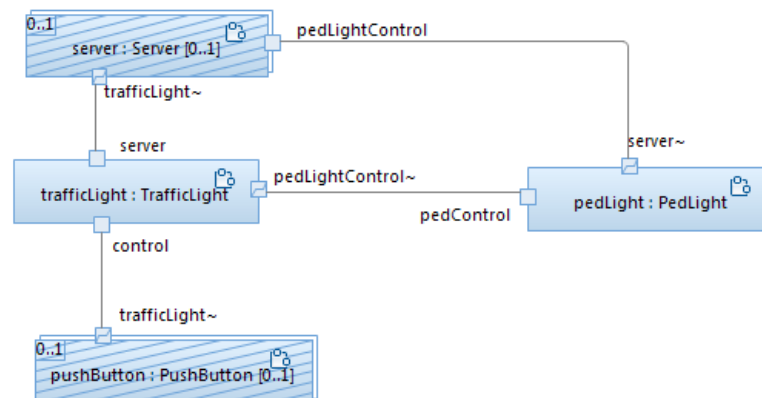 0..1
pedLightControl
server : Server [0..1]
trafficLight~
server
server~
pedLightControl~
trafficLight : TrafficLight
pedLight : PedLight
pedControl
control
trafficLight~
0..1
pushButton : PushButton [0..1]